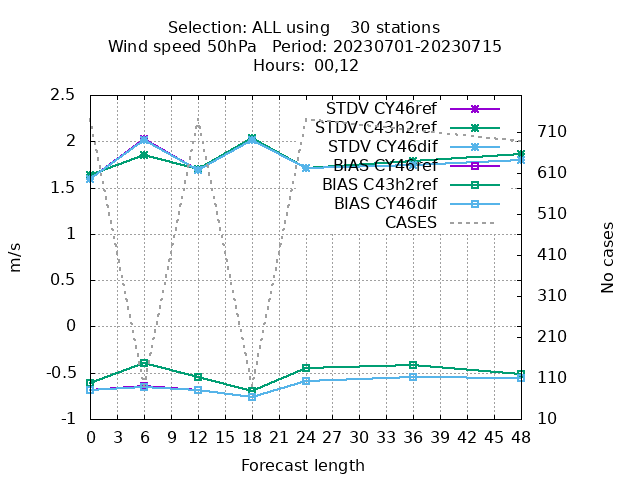 Selection: ALL using 30 stations
Wind speed 50hPa Period: 20230701-20230715
Hours: 00,12
2.5
2
1.5
1
0.5
0
-0.5
-1
m/s
STDV CY46ref
STDV C43h2ref
STDV CY46dif
BIAS CY46ref
BIAS C43h2ref
BIAS CY46dif
CASES
710
610
510
410
310
210
110
10
No cases
0 3 6 9 12 15 18 21 24 27 30 33 36 39 42 45 48
Forecast length